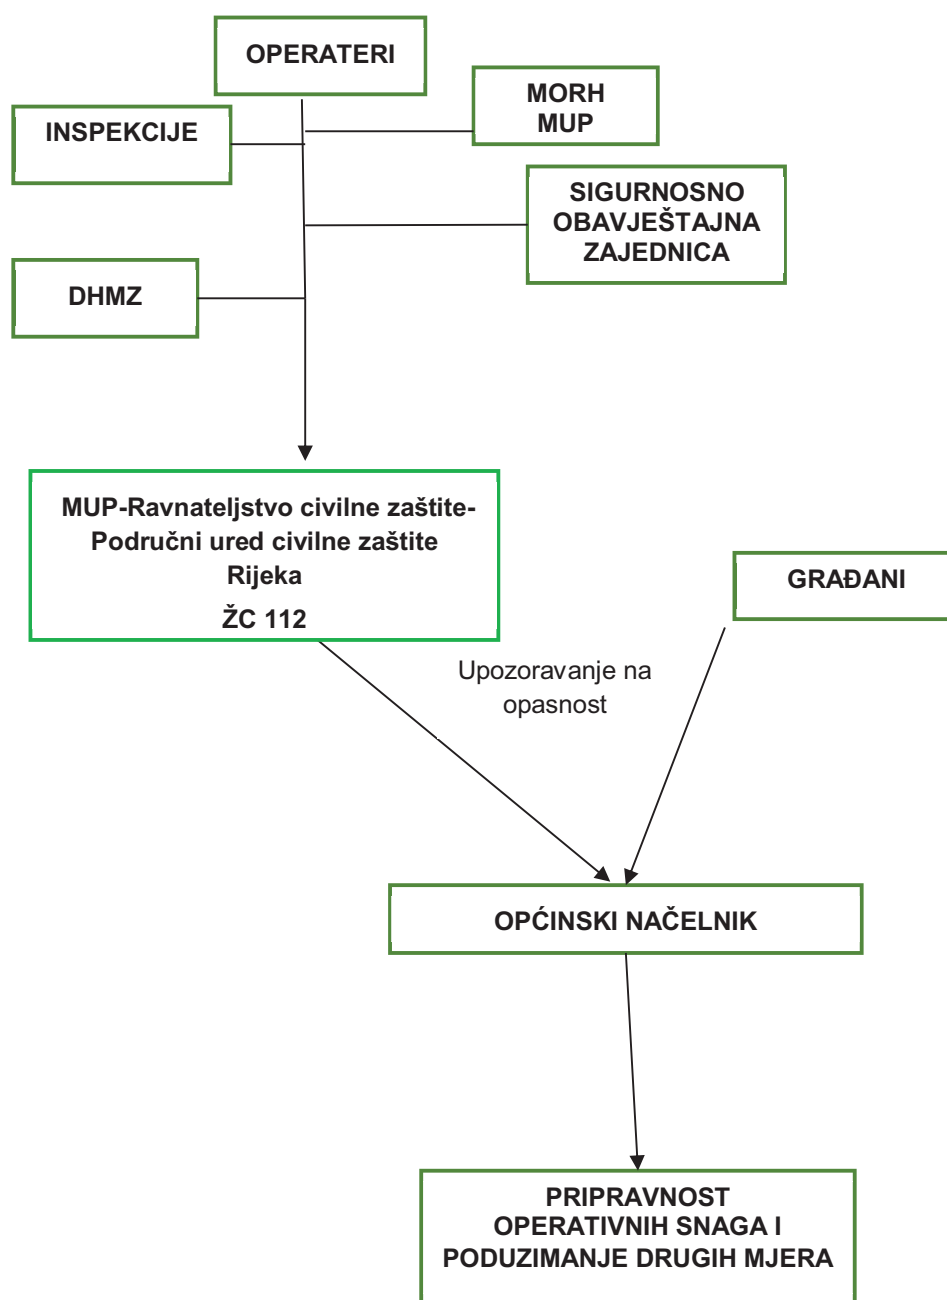 OPERATERI
MORH
MUP
INSPEKCIJE
SIGURNOSNO
OBAVJEŠTAJNA
ZAJEDNICA
DHMZ
MUP-Ravnateljstvo civilne zaštite-
Područni ured civilne zaštite
Rijeka
ŽC 112
GRAĐANI
Upozoravanje na
opasnost
OPĆINSKI NAČELNIK
PRIPRAVNOST
OPERATIVNIH SNAGA I
PODUZIMANJE DRUGIH MJERA